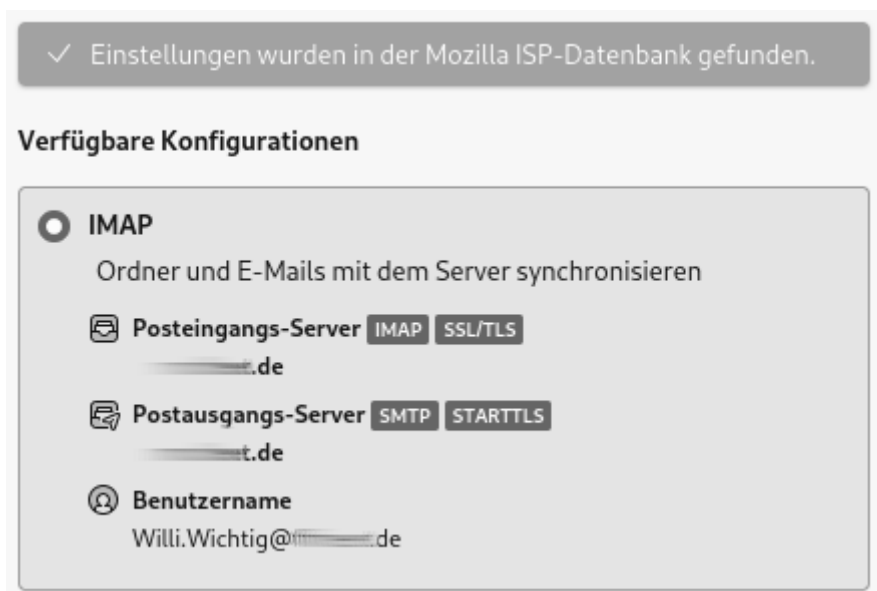 Einstellungen wurden in der Mozilla ISP-Datenbank gefunden.
Verfügbare Konfigurationen
IMAP
Ordner und E-Mails mit dem Server synchronisieren
Posteingangs-Server IMAP SSL/TLS
.de
Postausgangs-Server SMTP STARTTLS
t.de
Benutzername
Willi.Wichtig@ .de